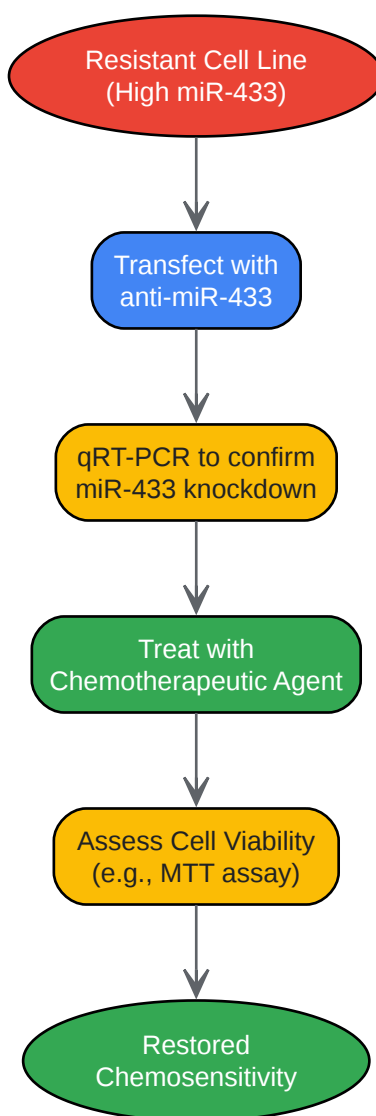 Resistant Cell Line
(High miR-433)
Transfect with
anti-miR-433
qRT-PCR to confirm
miR-433 knockdown
Treat with
Chemotherapeutic Agent
Assess Cell Viability
(e.g., MTT assay)
Restored
Chemosensitivity